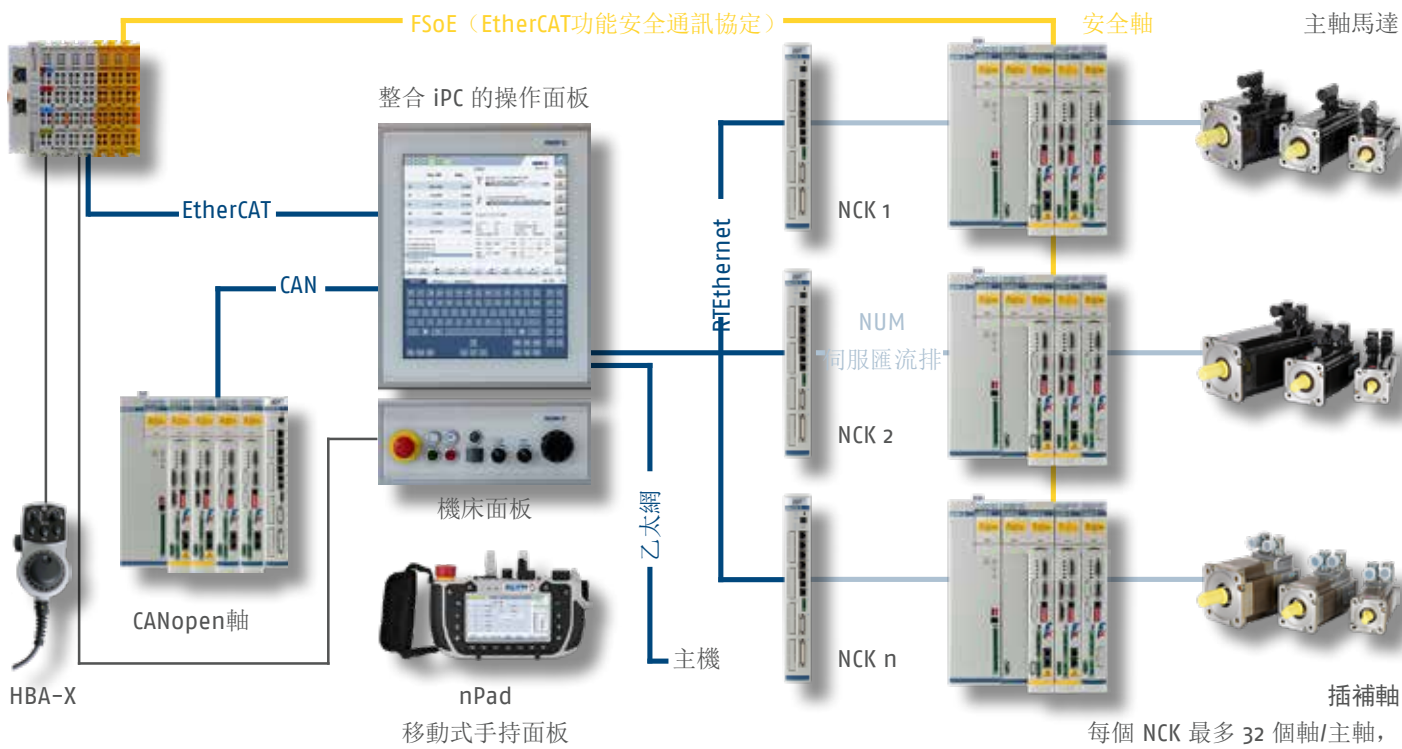 FSoE（EtherCAT功能安全通訊協定）
安全軸
主軸馬達
整合 iPC 的操作面板
EtherCAT
NCK 1
RTEthernet
CAN
NUM
伺服匯流排
NCK 2
機床面板
乙太網
CANopen軸
主機
NCK n
HBA-X
nPad
插補軸
移動式手持面板
每個 NCK 最多 32 個軸/主軸，